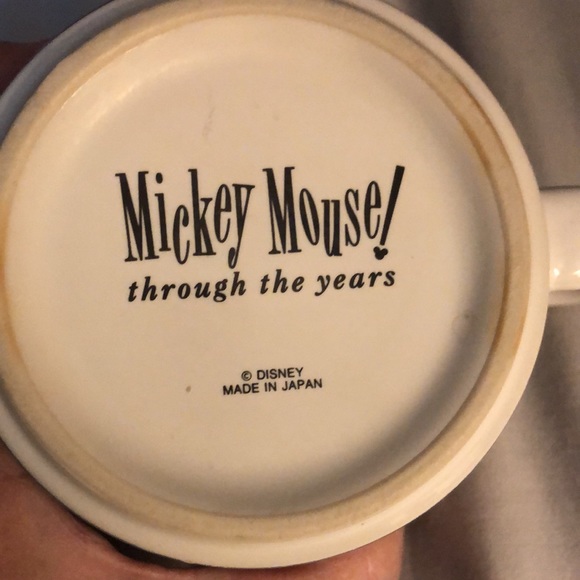 Mickey Mouse!
through the years
© DISNEY
MADE IN JAPAN